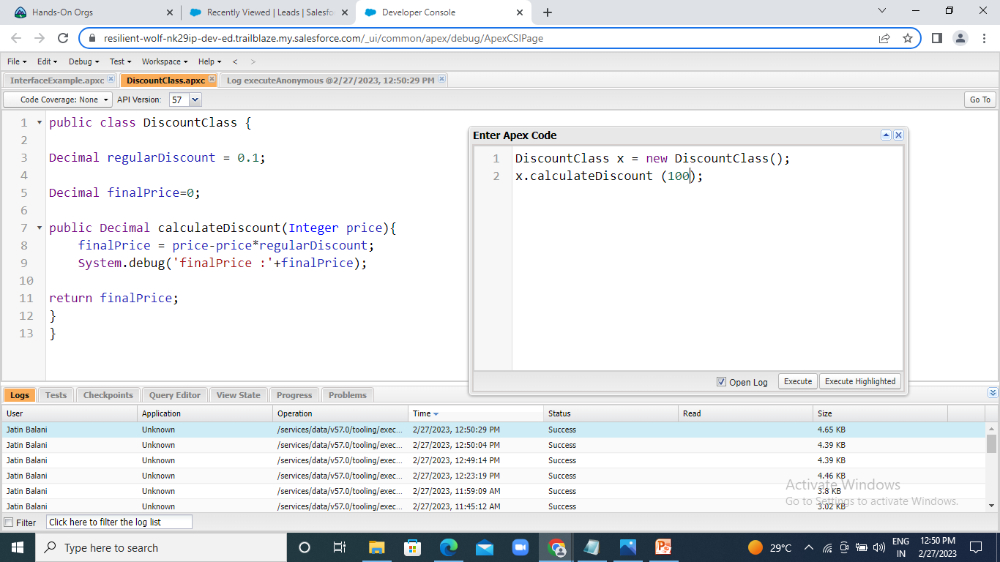 Hands-On Orgs
Recently Viewed | Leads | Salesfo
Developer Console
resilient-wolf-nk29ip-dev-ed.trailblaze.my.salesforce.com/_ui/common/apex/debug/ApexCSIPage
File Edit Debug Test Workspace Help < >
InterfaceExample.apxc DiscountClass.apxc Log executeAnonymous @2/27/2023, 12:50:29 PM
Code Coverage: None API Version: 57 Go To
1 public class DiscountClass {
2
3 Decimal regularDiscount = 0.1;
4
5 Decimal finalPrice=0;
6
7 public Decimal calculateDiscount(Integer price){
8 finalPrice = price-price*regularDiscount;
9 System.debug('finalPrice :'+finalPrice);
10
11 return finalPrice;
12 }
13 }
Enter Apex Code
1 DiscountClass x = new DiscountClass();
2 x.calculateDiscount (100);
Open Log Execute Execute Highlighted
Logs Tests Checkpoints Query Editor View State Progress Problems
User Application Operation Time Status Read Size
Jatin Balani Unknown /services/data/v57.0/tooling/exec... 2/27/2023, 12:50:29 PM Success 4.65 KB
Jatin Balani Unknown /services/data/v57.0/tooling/exec... 2/27/2023, 12:50:04 PM Success 4.39 KB
Jatin Balani Unknown /services/data/v57.0/tooling/exec... 2/27/2023, 12:49:14 PM Success 4.39 KB
Jatin Balani Unknown /services/data/v57.0/tooling/exec... 2/27/2023, 12:23:19 PM Success 4.46 KB
Jatin Balani Unknown /services/data/v57.0/tooling/exec... 2/27/2023, 11:59:09 AM Success 3.8 KB
Jatin Balani Unknown /services/data/v57.0/tooling/exec... 2/27/2023, 11:45:12 AM Success 3.02 KB
Activate Windows
Go to Settings to activate Windows.
Filter Click here to filter the log list
Type here to search
29°C
ENG
IN
12:50 PM
2/27/2023